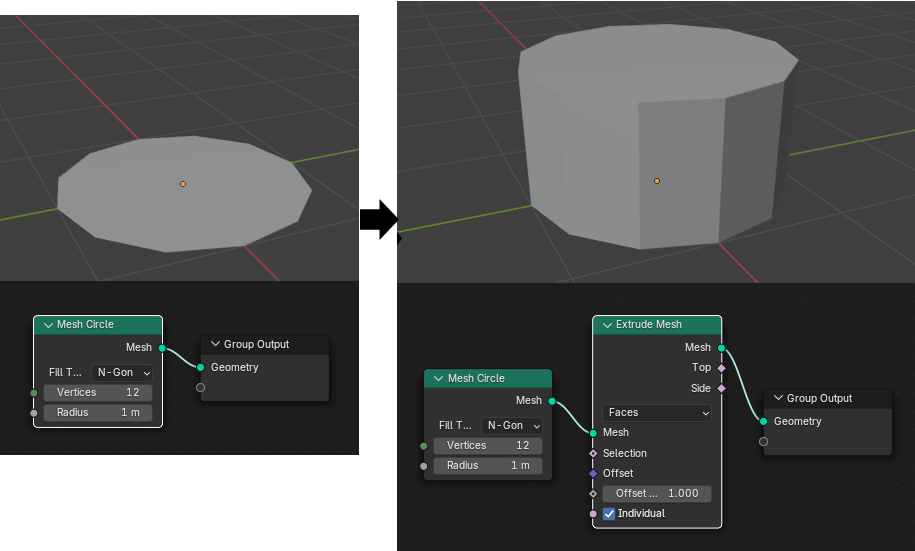 Mesh Circle
Mesh
Fill T... N-Gon
Vertices 12
Radius 1 m
Group Output
Geometry
Mesh Circle
Mesh
Fill T... N-Gon
Vertices 12
Radius 1 m
Extrude Mesh
Mesh
Top
Side
Faces
Mesh
Selection
Offset
Offset ... 1.000
Individual
Group Output
Geometry